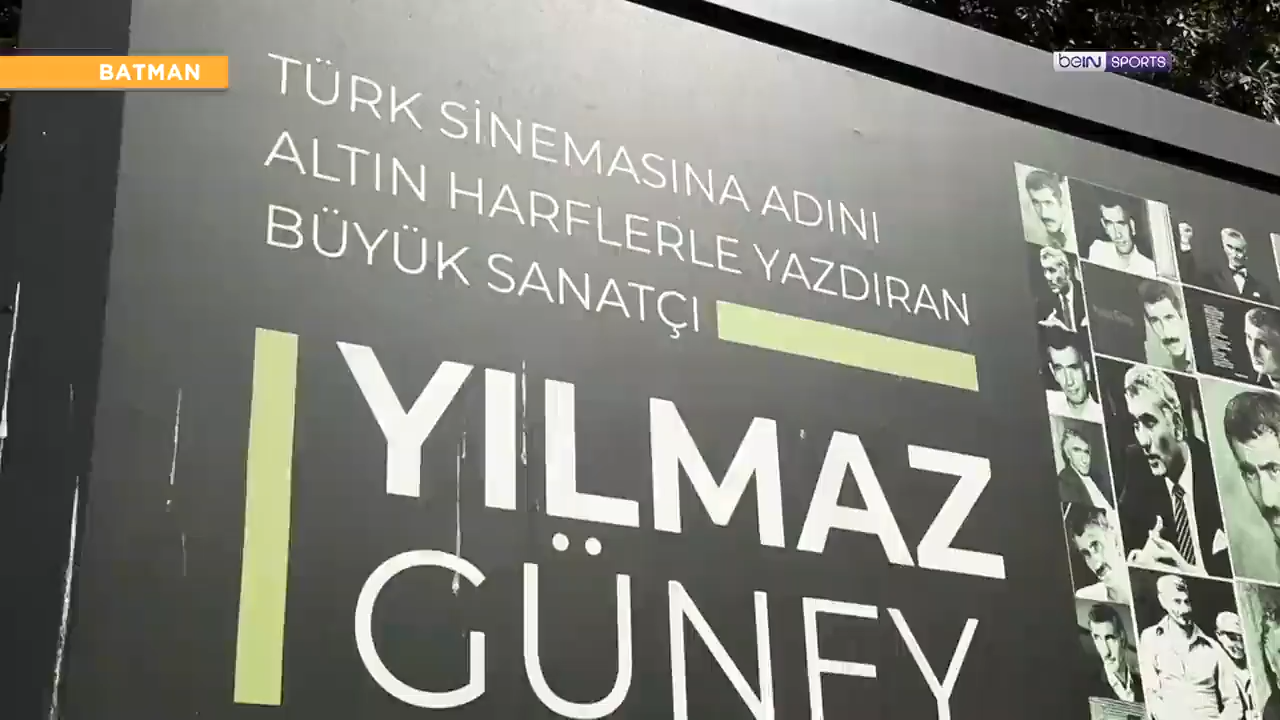 BATMAN
beIN SPORTS
TÜRK SİNEMASINA ADINI
ALTIN HARFLERLE YAZDIRAN
BÜYÜK SANATÇI
YILMAZ
GÜNEY